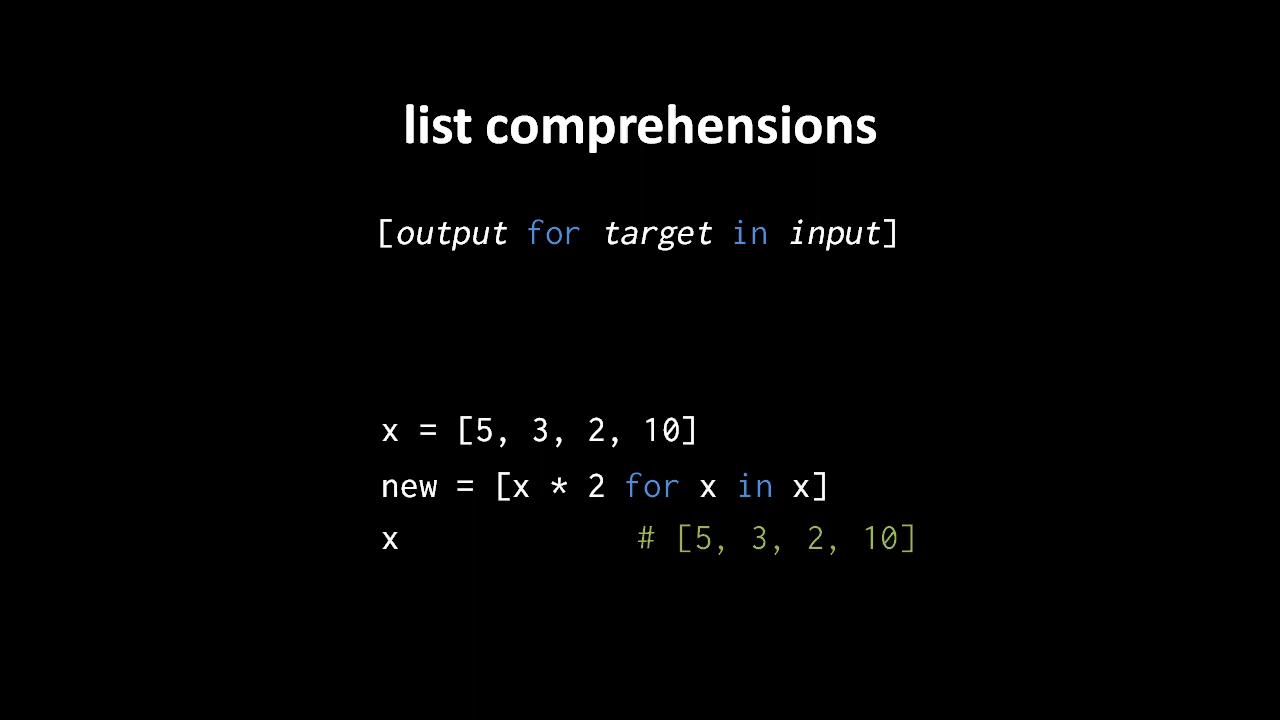 list comprehensions
[output for target in input]
x = [5, 3, 2, 10]
new = [x * 2 for x in x]
x # [5, 3, 2, 10]